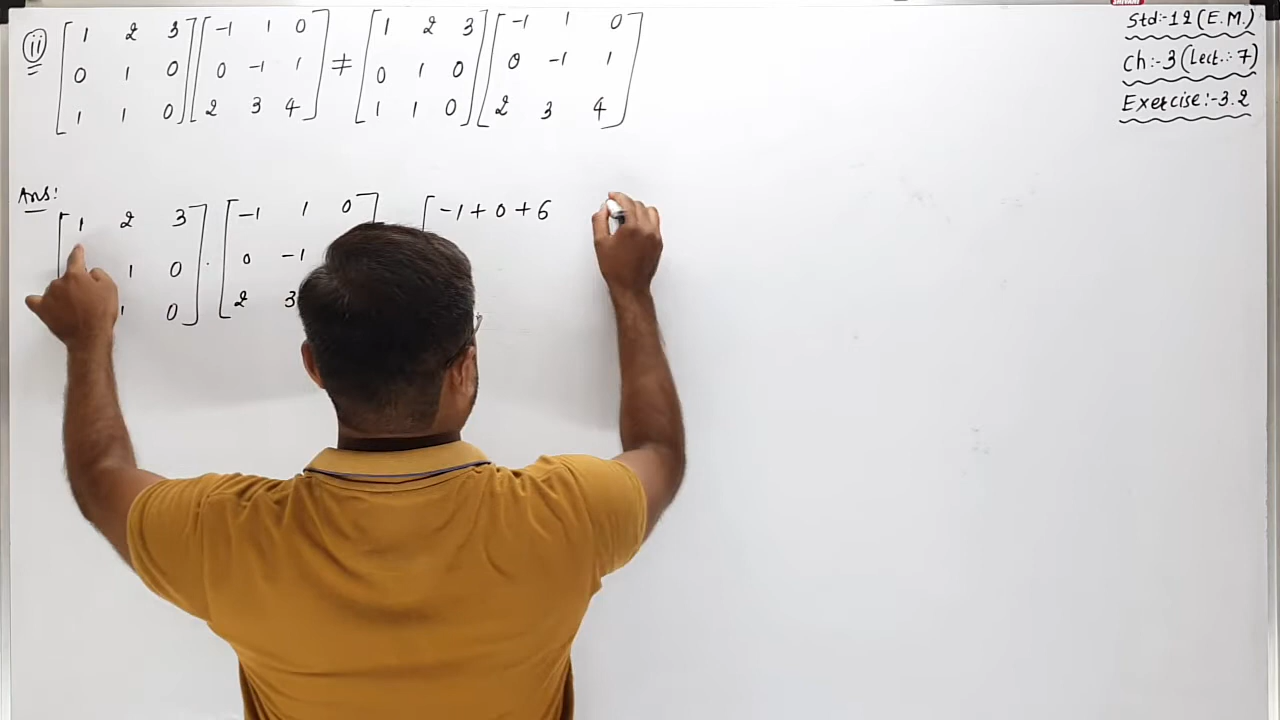 (ii) [1 2 3] [-1 1 0] ≠ [1 2 3] [-1 1 0]
[0 1 0] [0 -1 1] [0 1 0] [0 -1 1]
[1 1 0] [2 3 4] [1 1 0] [2 3 4]
Std:-12 (E.M.)
Ch:-3 (Lect.:7)
Exercise:-3.2
Ans:
[1 2 3] . [-1 1 0] [-1 + 0 + 6
1 0] [0 -1
1 0] [2 3